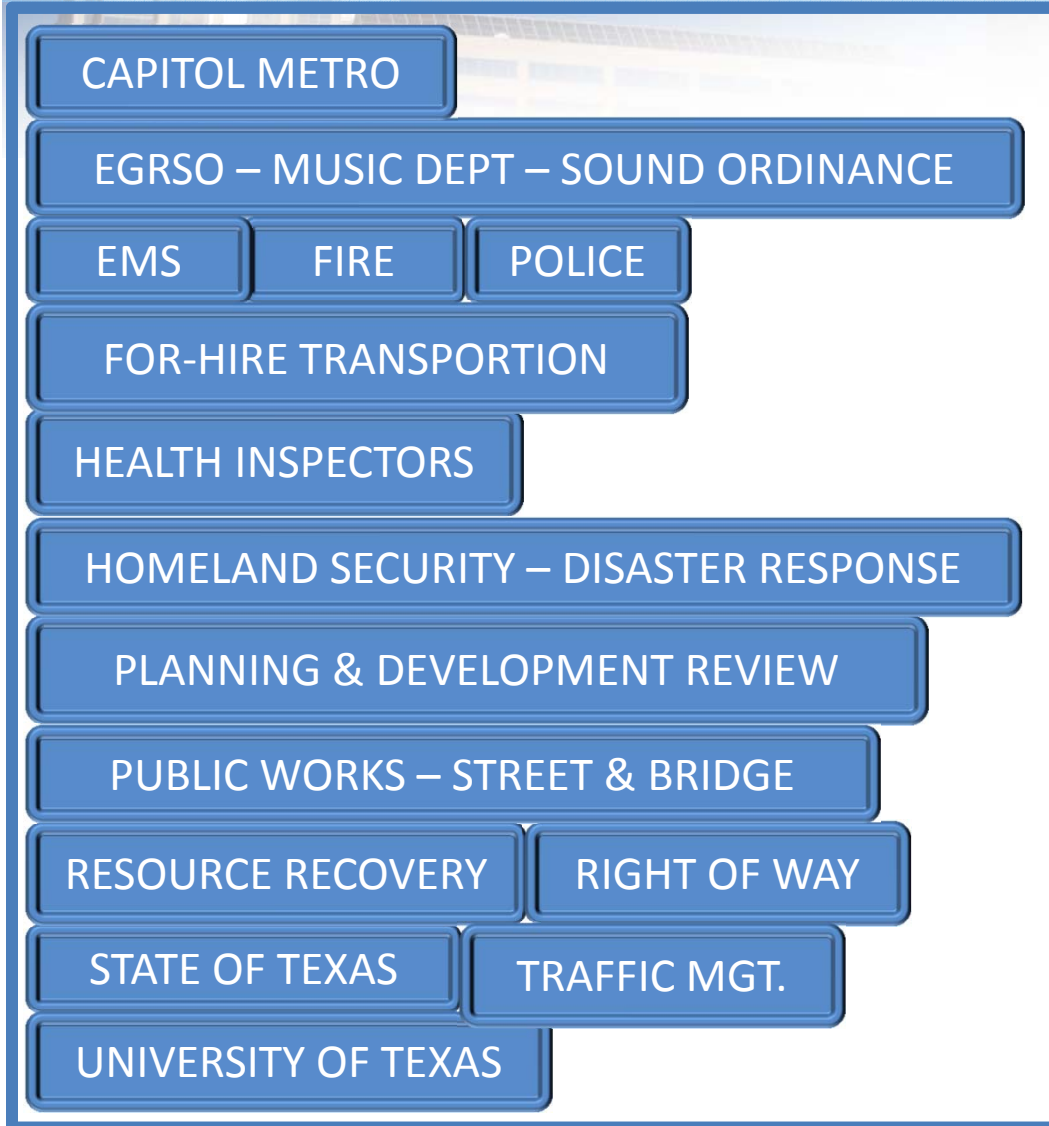 CAPITOL METRO
EGRSO – MUSIC DEPT – SOUND ORDINANCE
EMS FIRE POLICE
FOR-HIRE TRANSPORTION
HEALTH INSPECTORS
HOMELAND SECURITY – DISASTER RESPONSE
PLANNING & DEVELOPMENT REVIEW
PUBLIC WORKS – STREET & BRIDGE
RESOURCE RECOVERY RIGHT OF WAY
STATE OF TEXAS TRAFFIC MGT.
UNIVERSITY OF TEXAS